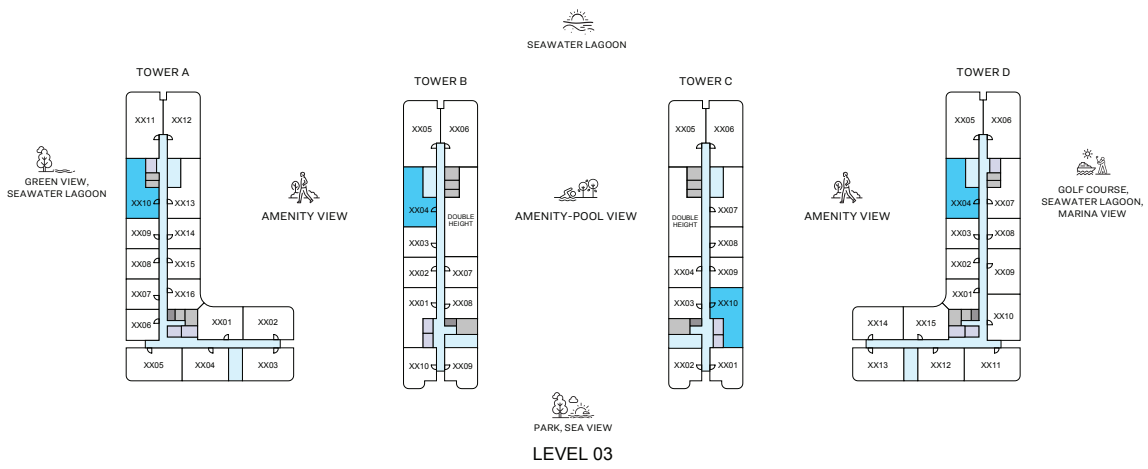 SEAWATER LAGOON
TOWER A
TOWER B
TOWER C
TOWER D
XX11
XX12
XX10
XX13
XX09
XX14
XX08
XX15
XX07
XX16
XX06
XX01
XX02
XX05
XX04
XX03
XX05
XX06
XX04
DOUBLE
HEIGHT
XX03
XX02
XX07
XX01
XX08
XX10
XX09
XX05
XX06
XX07
DOUBLE
HEIGHT
XX08
XX04
XX09
XX03
XX10
XX02
XX01
XX05
XX06
XX04
XX07
XX03
XX08
XX02
XX09
XX01
XX10
XX14
XX15
XX13
XX12
XX11
GREEN VIEW,
SEAWATER LAGOON
AMENITY VIEW
AMENITY-POOL VIEW
AMENITY VIEW
GOLF COURSE,
SEAWATER LAGOON,
MARINA VIEW
PARK, SEA VIEW
LEVEL 03